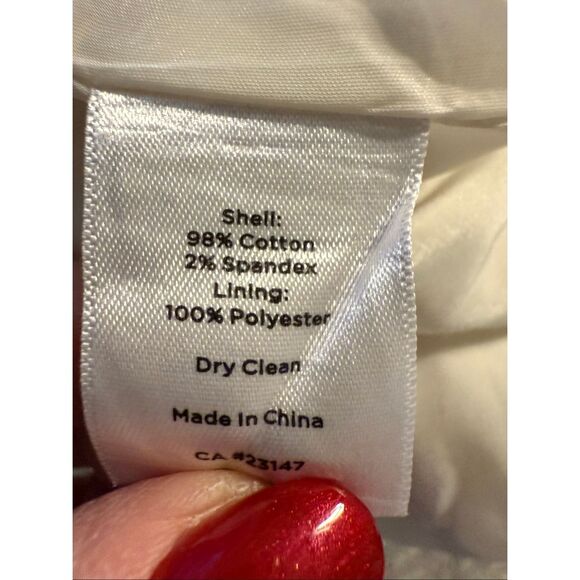 Shell:
98% Cotton
2% Spandex
Lining:
100% Polyester
Dry Clean
Made In China
CA #23147